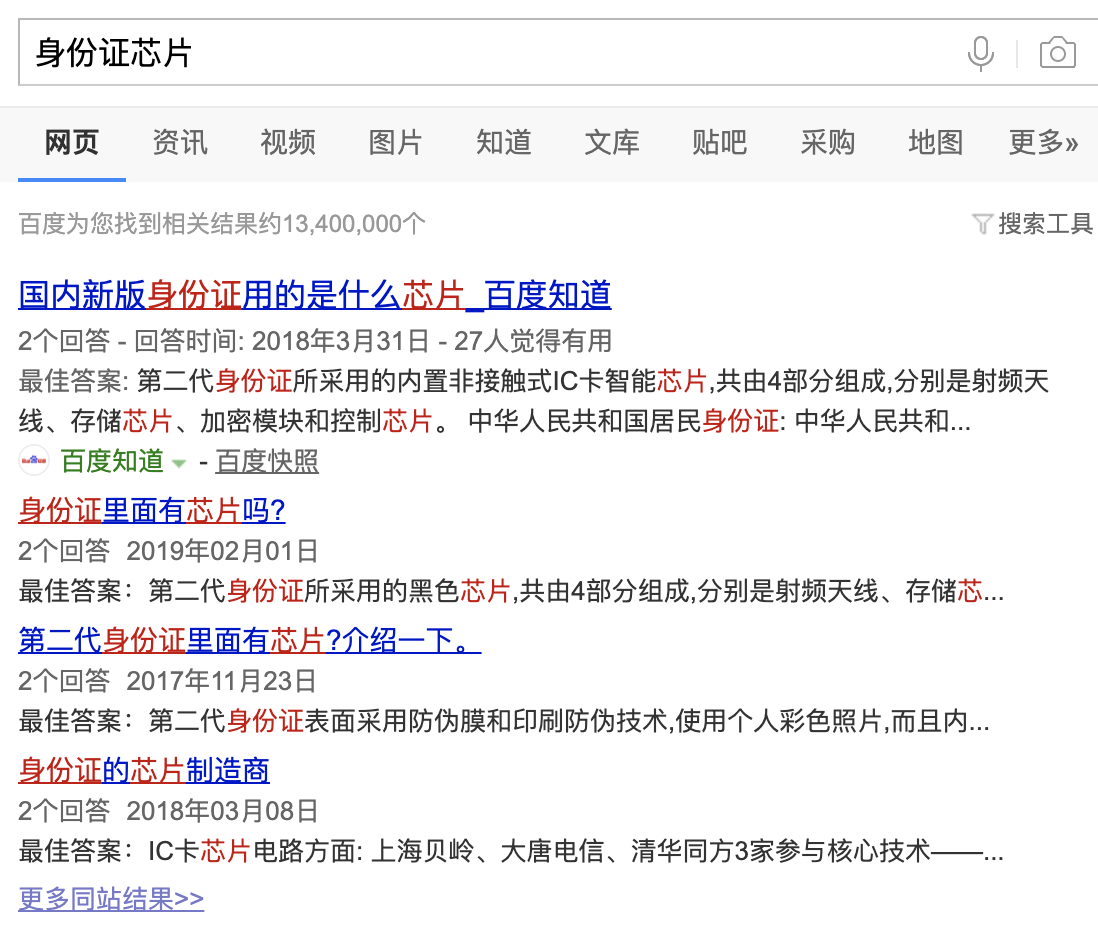 身份证芯片
网页 资讯 视频 图片 知道 文库 贴吧 采购 地图 更多»
百度为您找到相关结果约13,400,000个 搜索工具
国内新版身份证用的是什么芯片_百度知道
2个回答 - 回答时间: 2018年3月31日 - 27人觉得有用
最佳答案: 第二代身份证所采用的内置非接触式IC卡智能芯片,共由4部分组成,分别是射频天
线、存储芯片、加密模块和控制芯片。 中华人民共和国居民身份证: 中华人民共和...
百度知道 - 百度快照
身份证里面有芯片吗?
2个回答 2019年02月01日
最佳答案：第二代身份证所采用的黑色芯片,共由4部分组成,分别是射频天线、存储芯...
第二代身份证里面有芯片?介绍一下。
2个回答 2017年11月23日
最佳答案：第二代身份证表面采用防伪膜和印刷防伪技术,使用个人彩色照片,而且内...
身份证的芯片制造商
2个回答 2018年03月08日
最佳答案：IC卡芯片电路方面: 上海贝岭、大唐电信、清华同方3家参与核心技术——...
更多同站结果>>